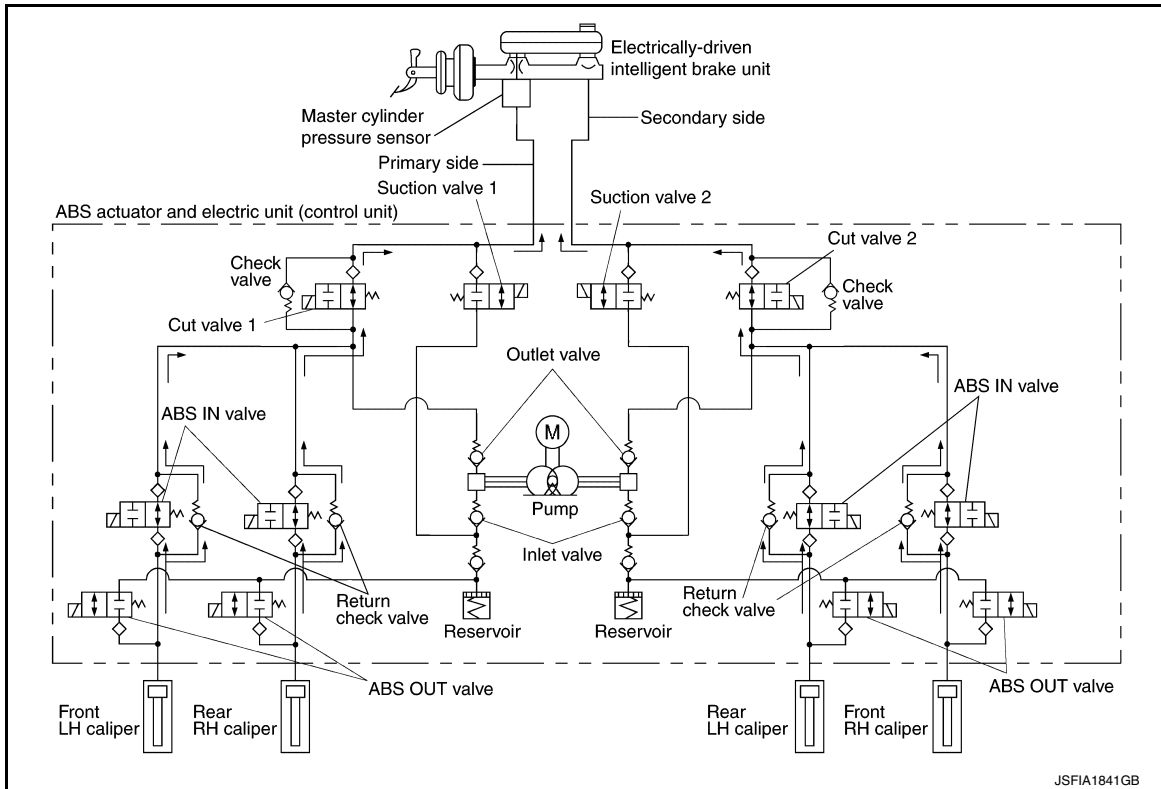 Electrically-driven
intelligent brake unit
Master cylinder
pressure sensor
Secondary side
Primary side
Suction valve 1
Suction valve 2
ABS actuator and electric unit (control unit)
Cut valve 2
Check
valve
Check
valve
Cut valve 1
Outlet valve
ABS IN valve
ABS IN valve
M
Pump
Inlet valve
Return
check valve
Return
check valve
Reservoir
Reservoir
ABS OUT valve
ABS OUT valve
Front
LH caliper
Rear
RH caliper
Rear
LH caliper
Front
RH caliper
JSFIA1841GB